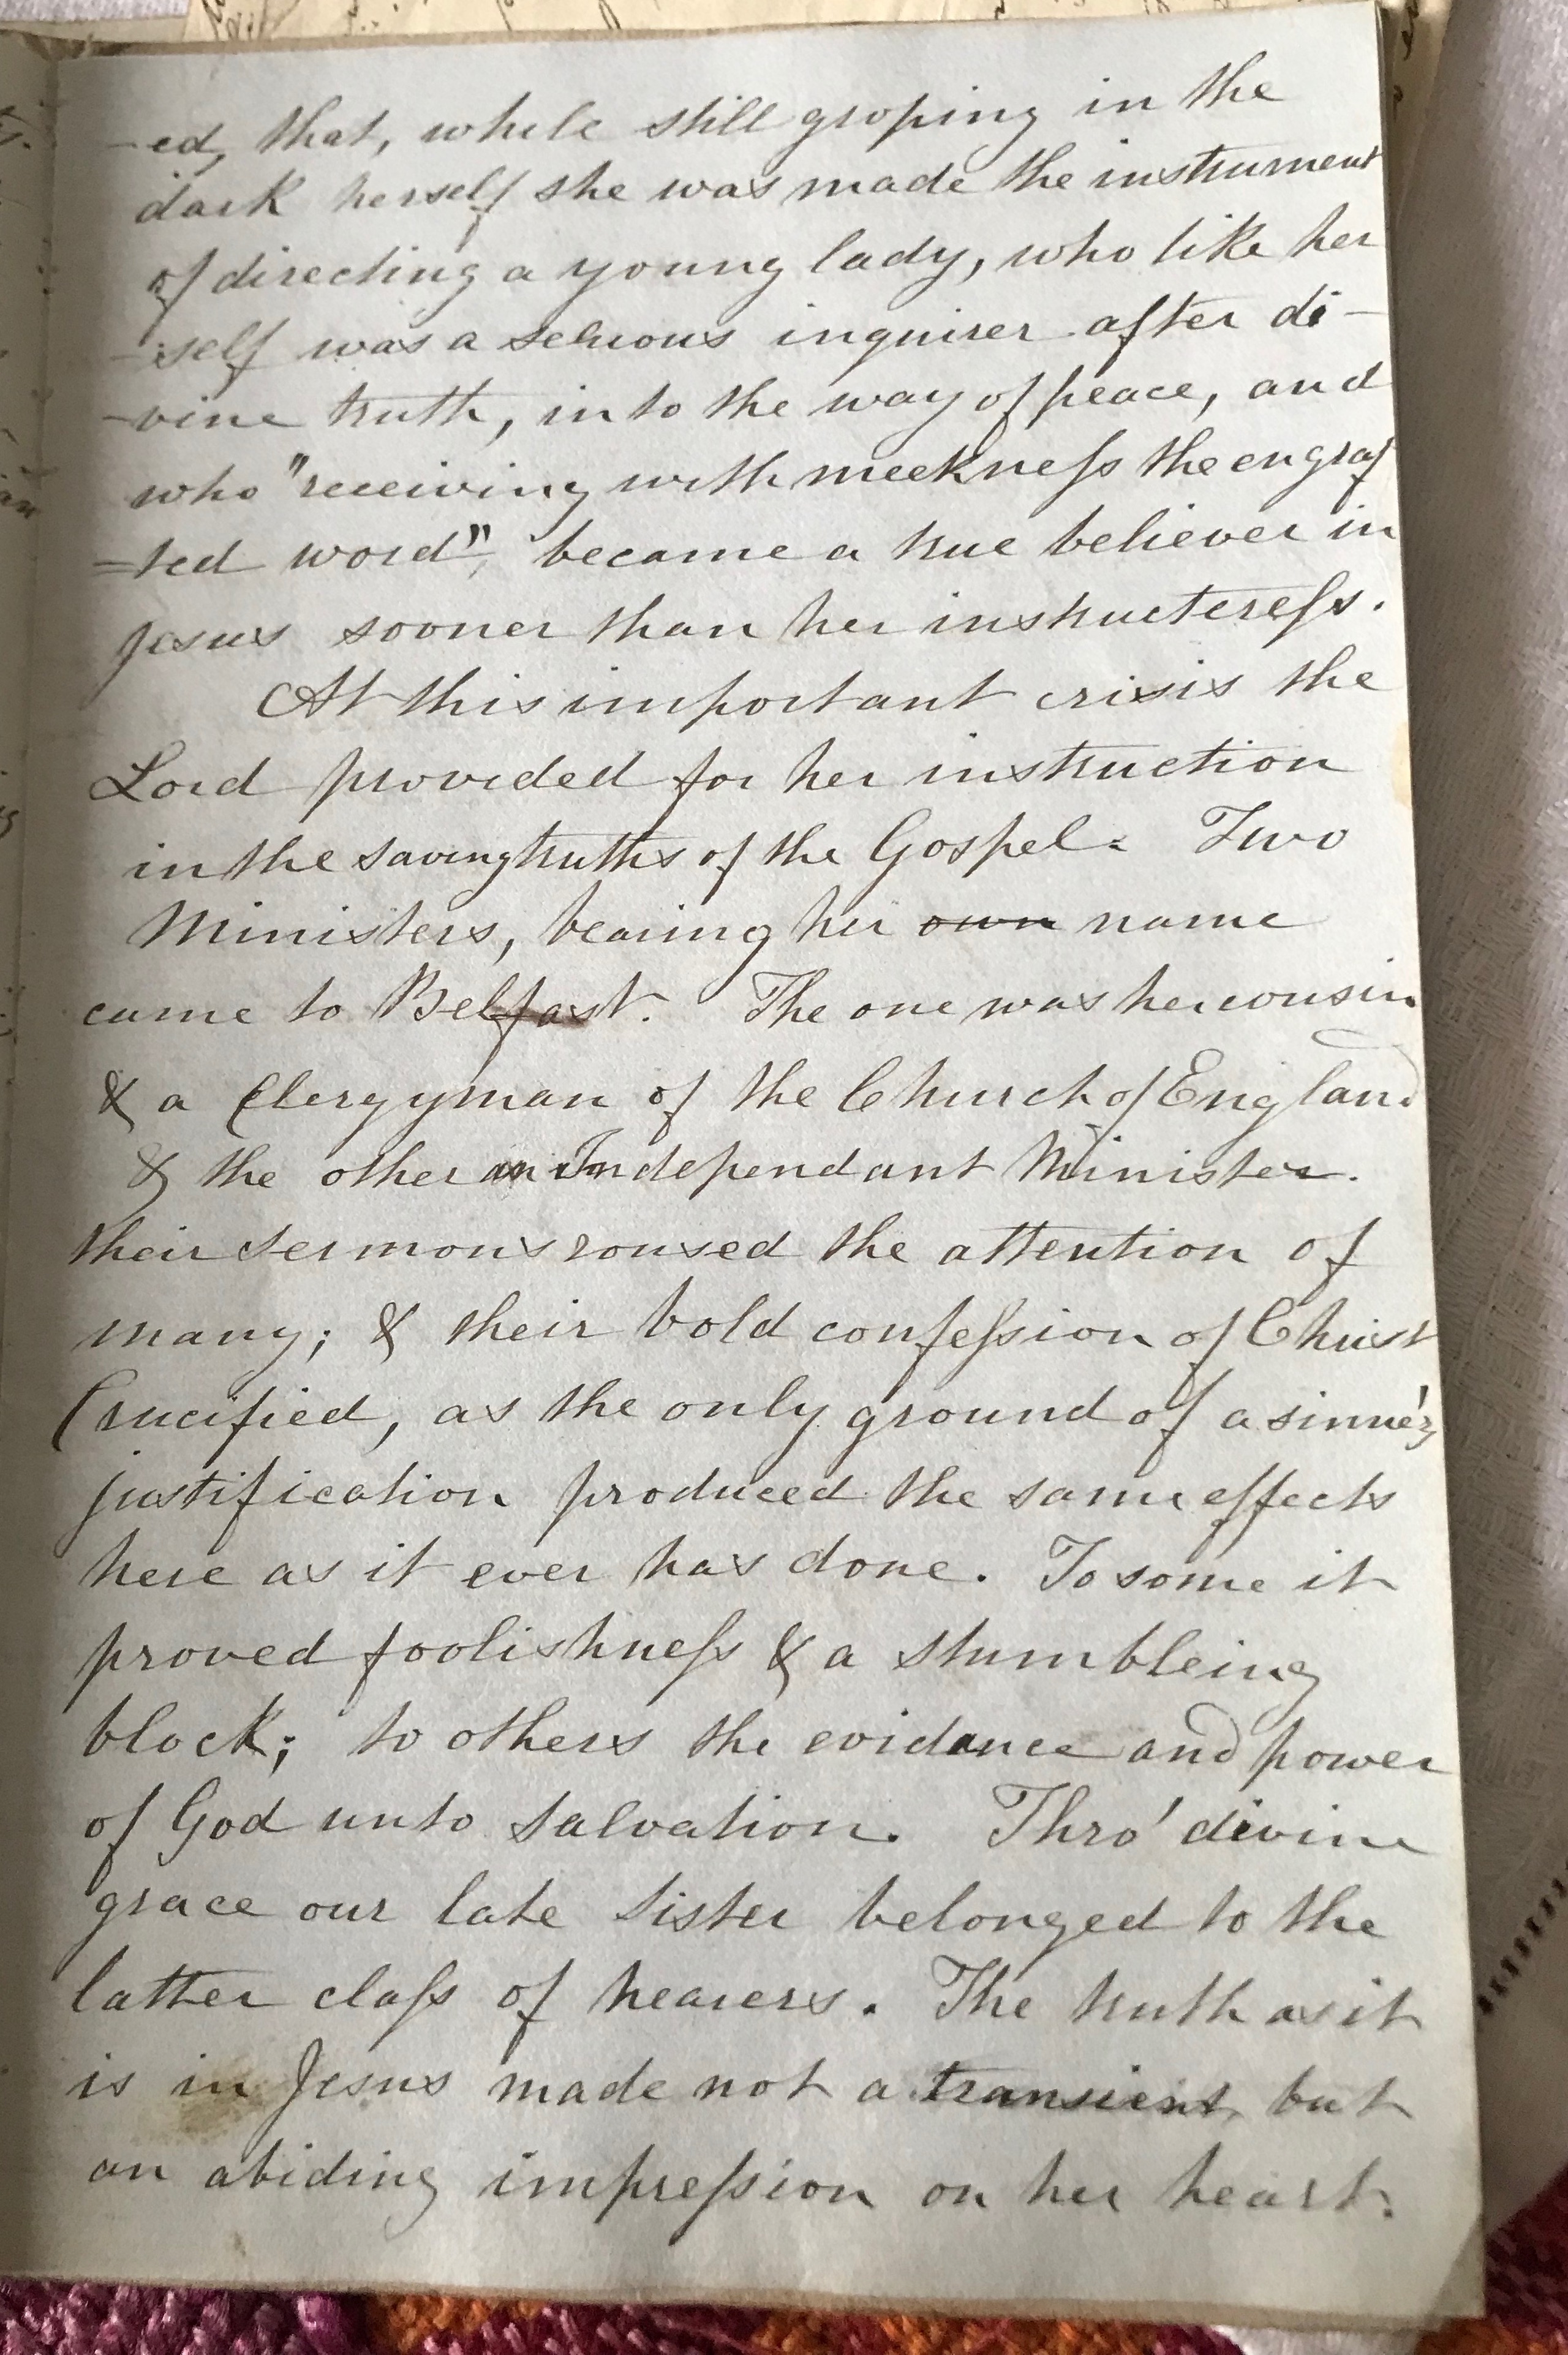 -ed, that, while still groping in the
dark herself she was made the instrument
of directing a young lady, who like her
-self was a serious inquirer after di-
-vine truth, into the way of peace, and
who "receiving with meekneſs the engraf
=ted word", became a true believer in
Jesus sooner than her instructereſs.
At this important crisis the
Lord provided for her instruction
in the saving truths of the Gospel. Two
Ministers, bearing her own name
came to Belfast. The one was her cousin
& a Clergyman of the Church of England
& the other an Independant Minister.
their sermons roused the attention of
many; & their bold confeſsion of Christ
Crucified, as the only ground of a sinner's
justification produced the same effects
here as it ever has done. To some it
proved foolishneſs & a stumbleing
block; to others the evidance and power
of God unto salvation. Thro' divine
grace our late sister belonged to the
latter claſs of hearers. The truth as it
is in Jesus made not a transient, but
an abiding impreſsion on her heart.